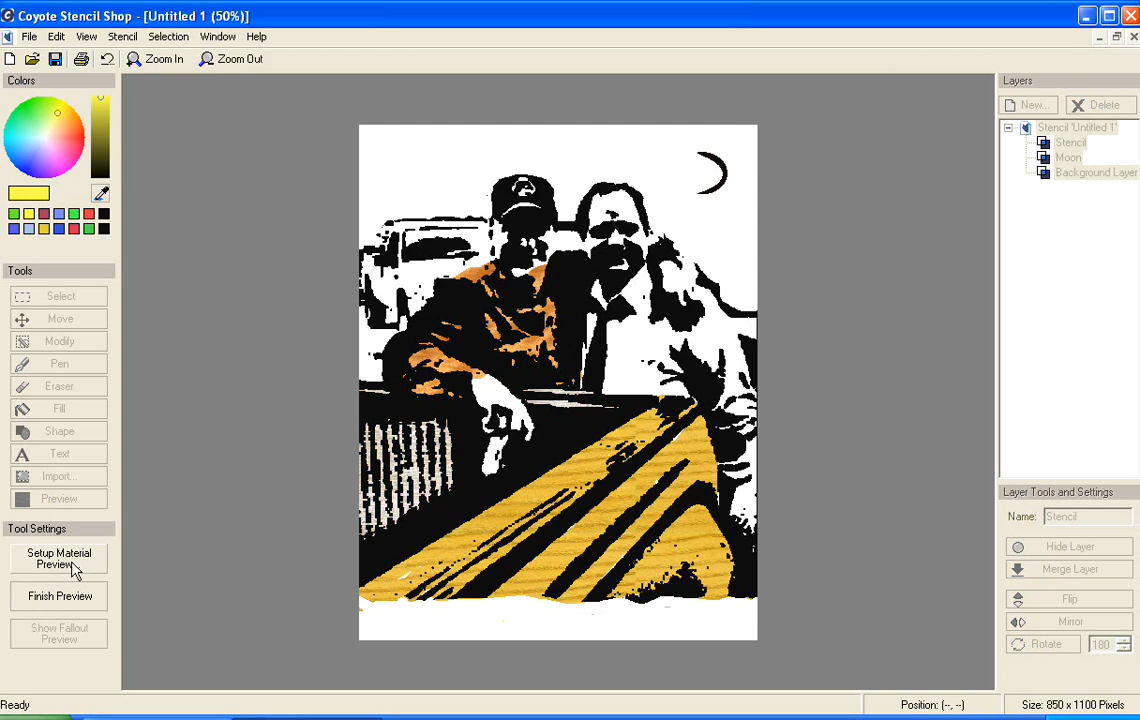 Coyote Stencil Shop - [Untitled 1 (50%)]
File Edit View Stencil Selection Window Help
Zoom In Zoom Out
Colors
Tools
Select
Move
Modify
Pen
Eraser
Fill
Shape
A Text
Import...
Preview
Tool Settings
Setup Material
Preview
Finish Preview
Show Fallout
Preview
Ready
Layers
New... Delete
Stencil 'Untitled 1'
Stencil
Moon
Background Layer
Layer Tools and Settings
Name: Stencil
Hide Layer
Merge Layer
Flip
Mirror
Rotate 180
Position: (--, --) Size: 850 x 1100 Pixels